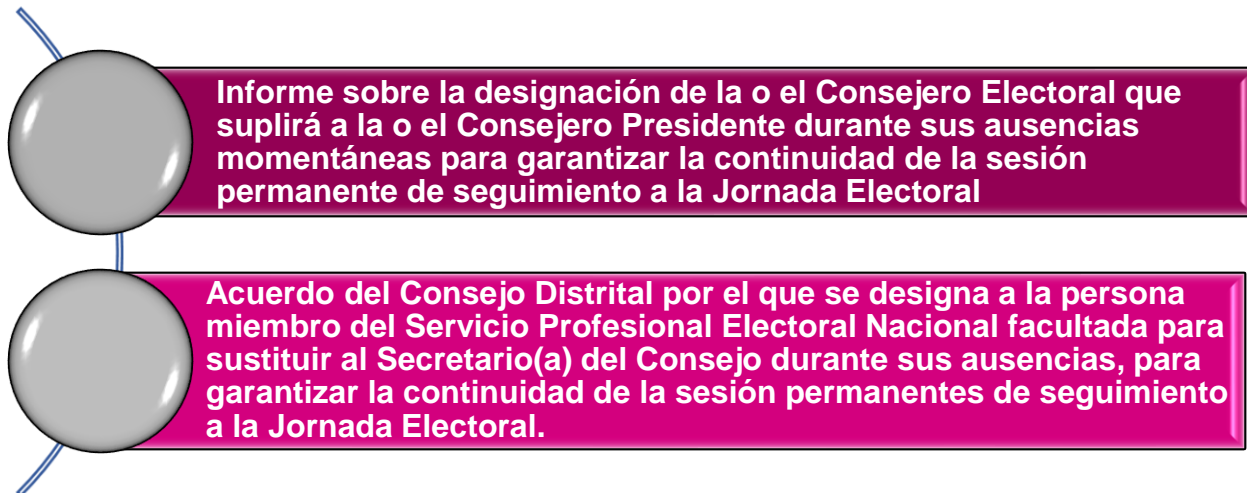 Informe sobre la designación de la o el Consejero Electoral que
suplirá a la o el Consejero Presidente durante sus ausencias
momentáneas para garantizar la continuidad de la sesión
permanente de seguimiento a la Jornada Electoral
Acuerdo del Consejo Distrital por el que se designa a la persona
miembro del Servicio Profesional Electoral Nacional facultada para
sustituir al Secretario(a) del Consejo durante sus ausencias, para
garantizar la continuidad de la sesión permanentes de seguimiento
a la Jornada Electoral.